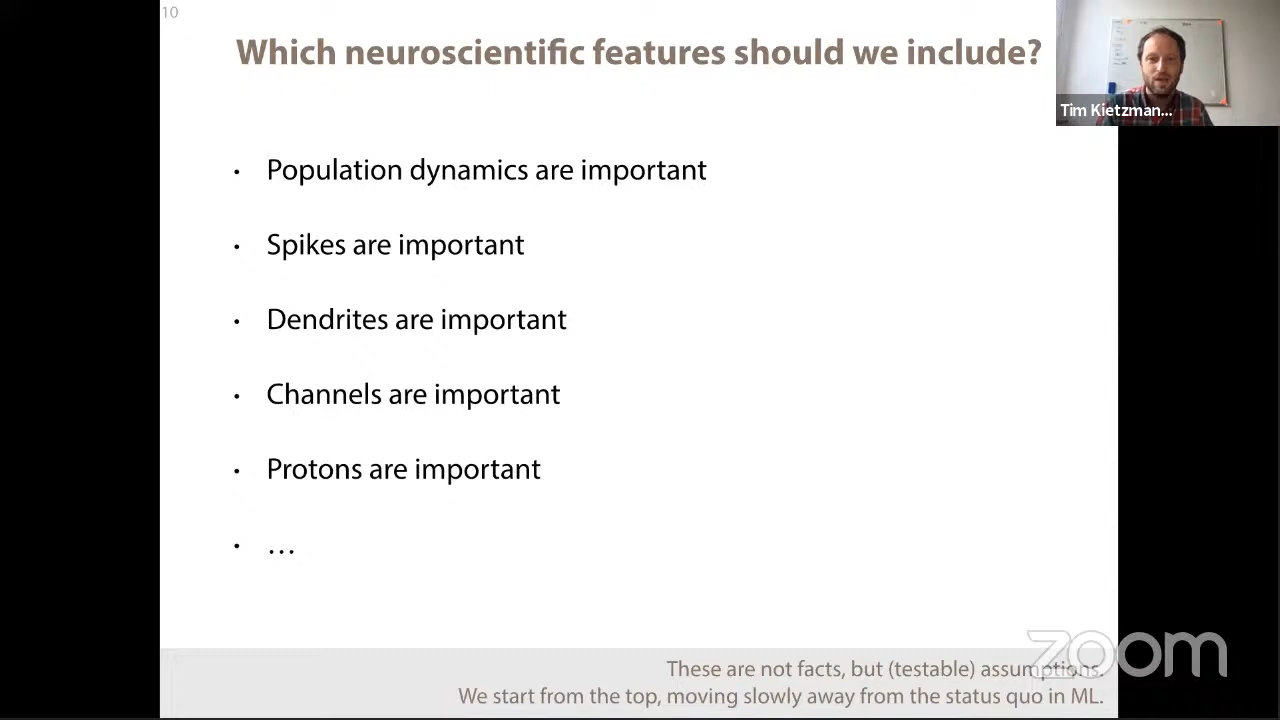 10
Which neuroscientific features should we include?
Tim Kietzman...
• Population dynamics are important
• Spikes are important
• Dendrites are important
• Channels are important
• Protons are important
• …
These are not facts, but (testable) assumptions.
We start from the top, moving slowly away from the status quo in ML.
zoom